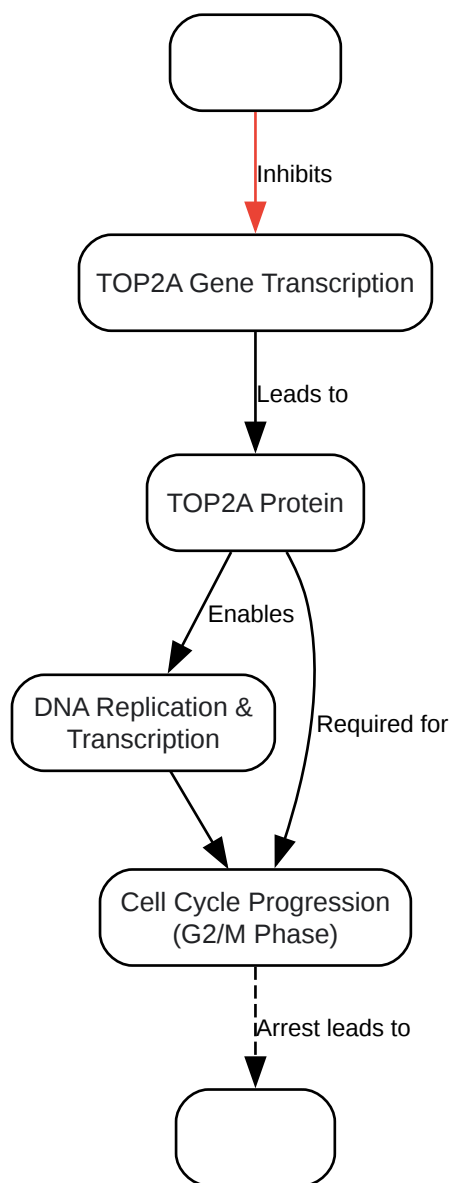 Inhibits
TOP2A Gene Transcription
Leads to
TOP2A Protein
Enables
DNA Replication &
Transcription
Required for
Cell Cycle Progression
(G2/M Phase)
Arrest leads to